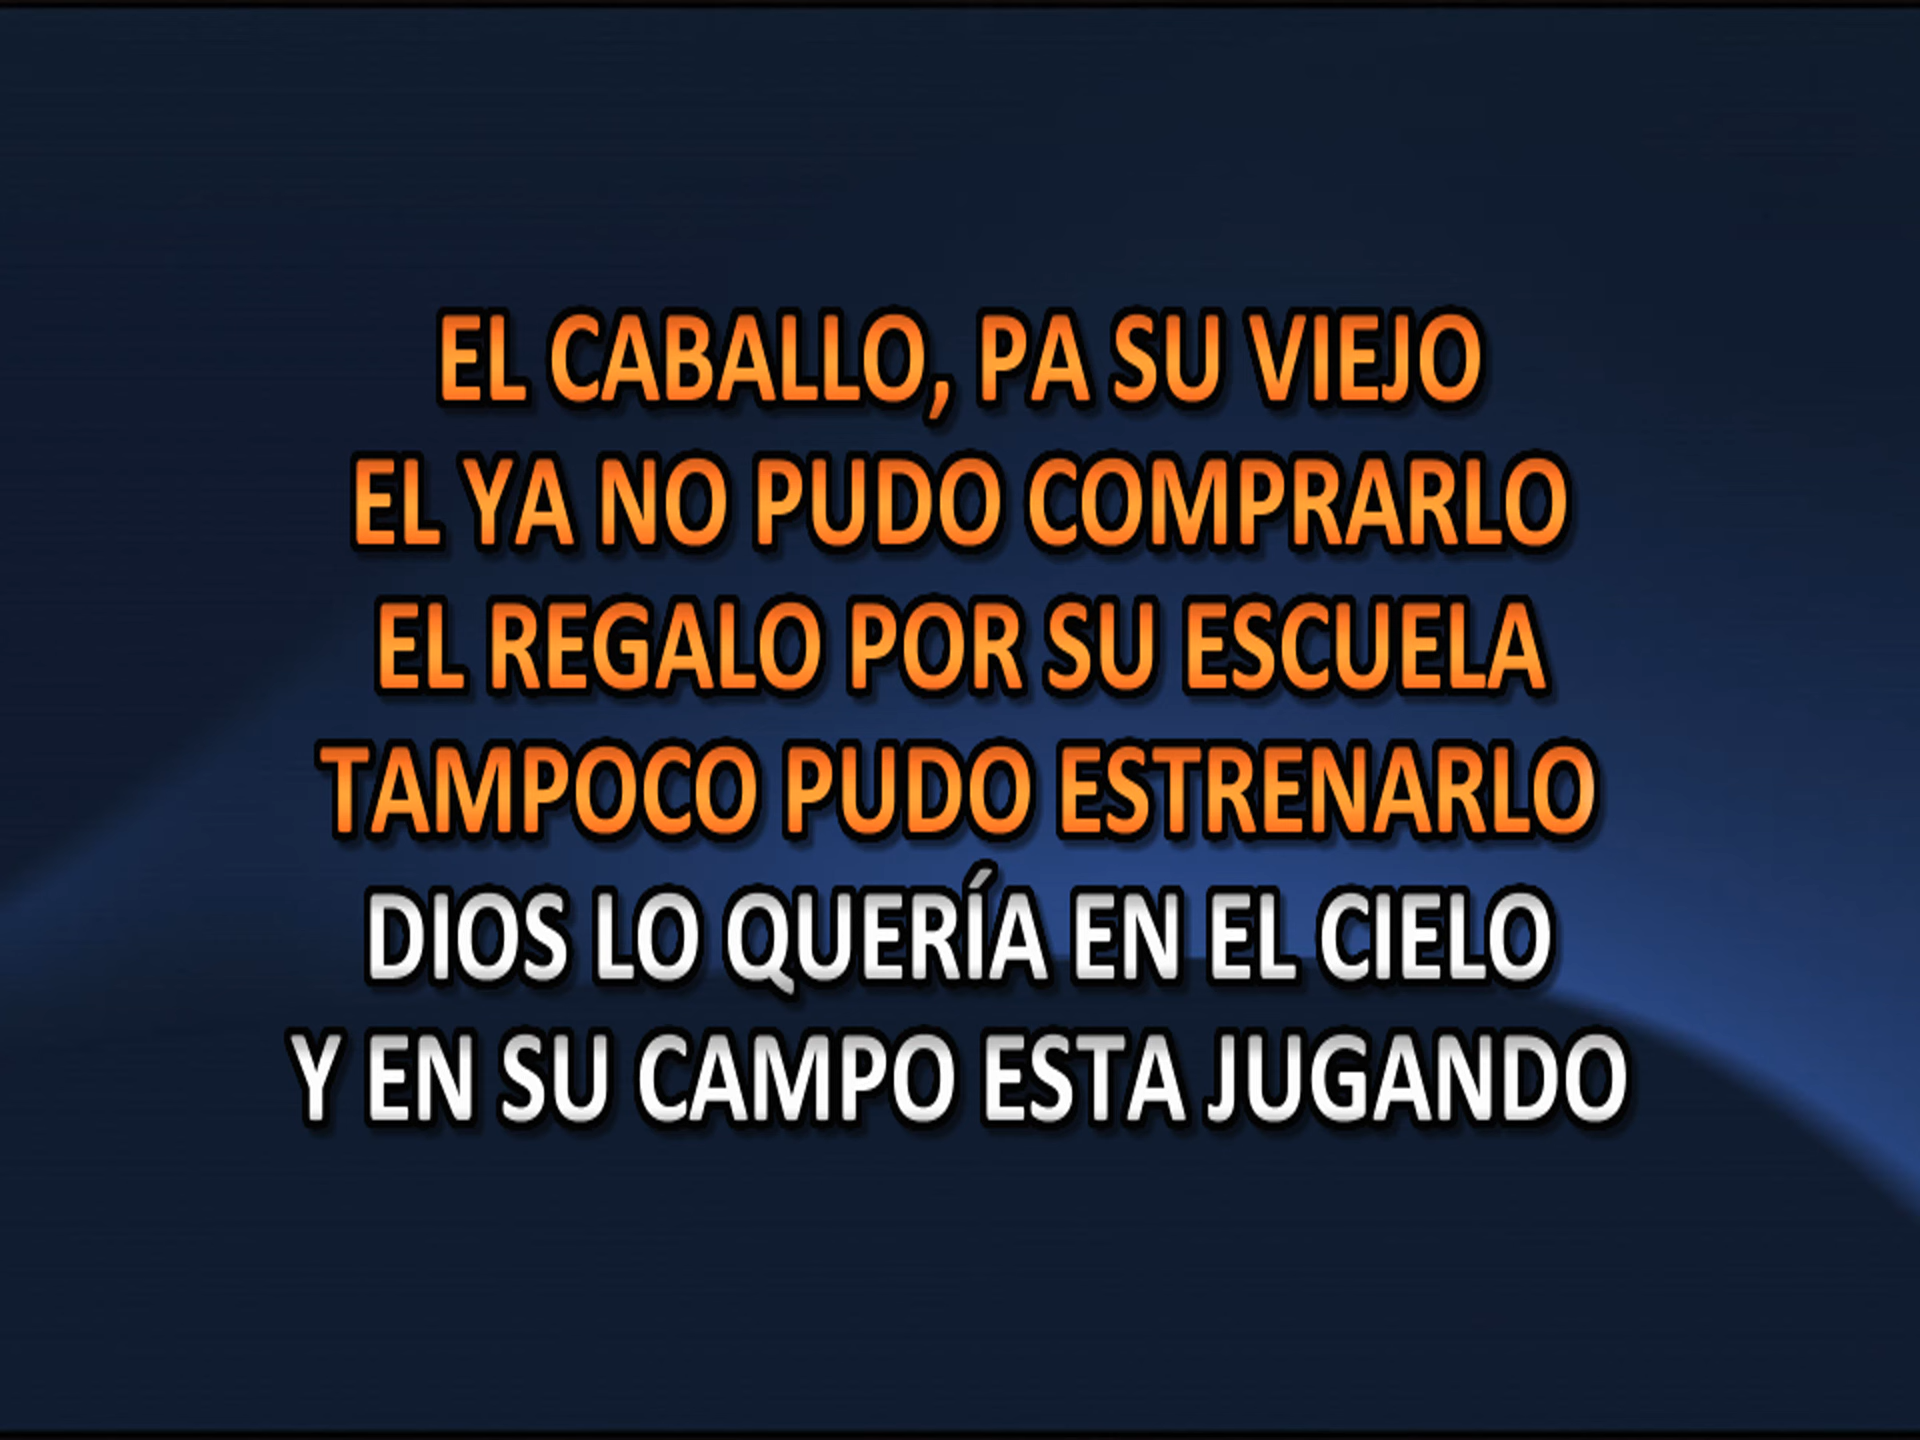 EL CABALLO, PA SU VIEJO
EL YA NO PUDO COMPRARLO
EL REGALO POR SU ESCUELA
TAMPOCO PUDO ESTRENARLO
DIOS LO QUERÍA EN EL CIELO
Y EN SU CAMPO ESTA JUGANDO